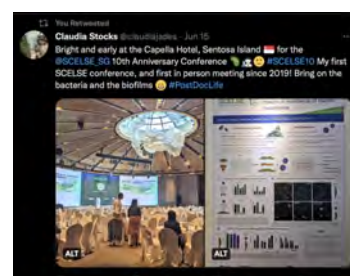 You Retweeted
Claudia Stocks @claudiajades · Jun 15
Bright and early at the Capella Hotel, Sentosa Island 🇸🇬 for the
@SCELSE_SG 10th Anniversary Conference #SCELSE10 My first
SCELSE conference, and first in person meeting since 2019! Bring on the
bacteria and the biofilms 😄 #PostDocLife
ALT
ALT